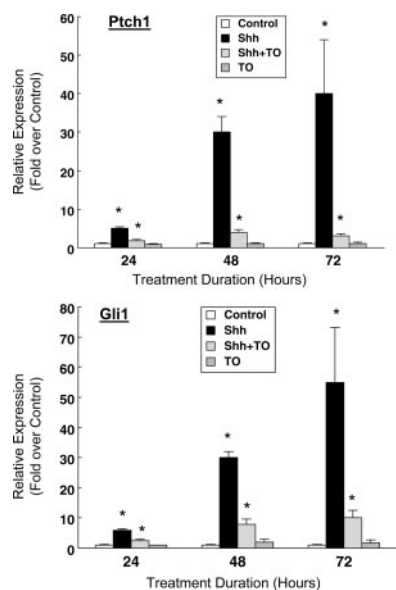 Ptch1
60
50
40
30
20
10
0
Relative Expression
(Fold over Control)
Control
Shh
Shh+TO
TO
*
*
*
*
*
*
24 48 72
Treatment Duration (Hours)
Gli1
80
70
60
50
40
30
20
10
0
Relative Expression
(Fold over Control)
Control
Shh
Shh+TO
TO
*
*
*
*
*
*
24 48 72
Treatment Duration (Hours)